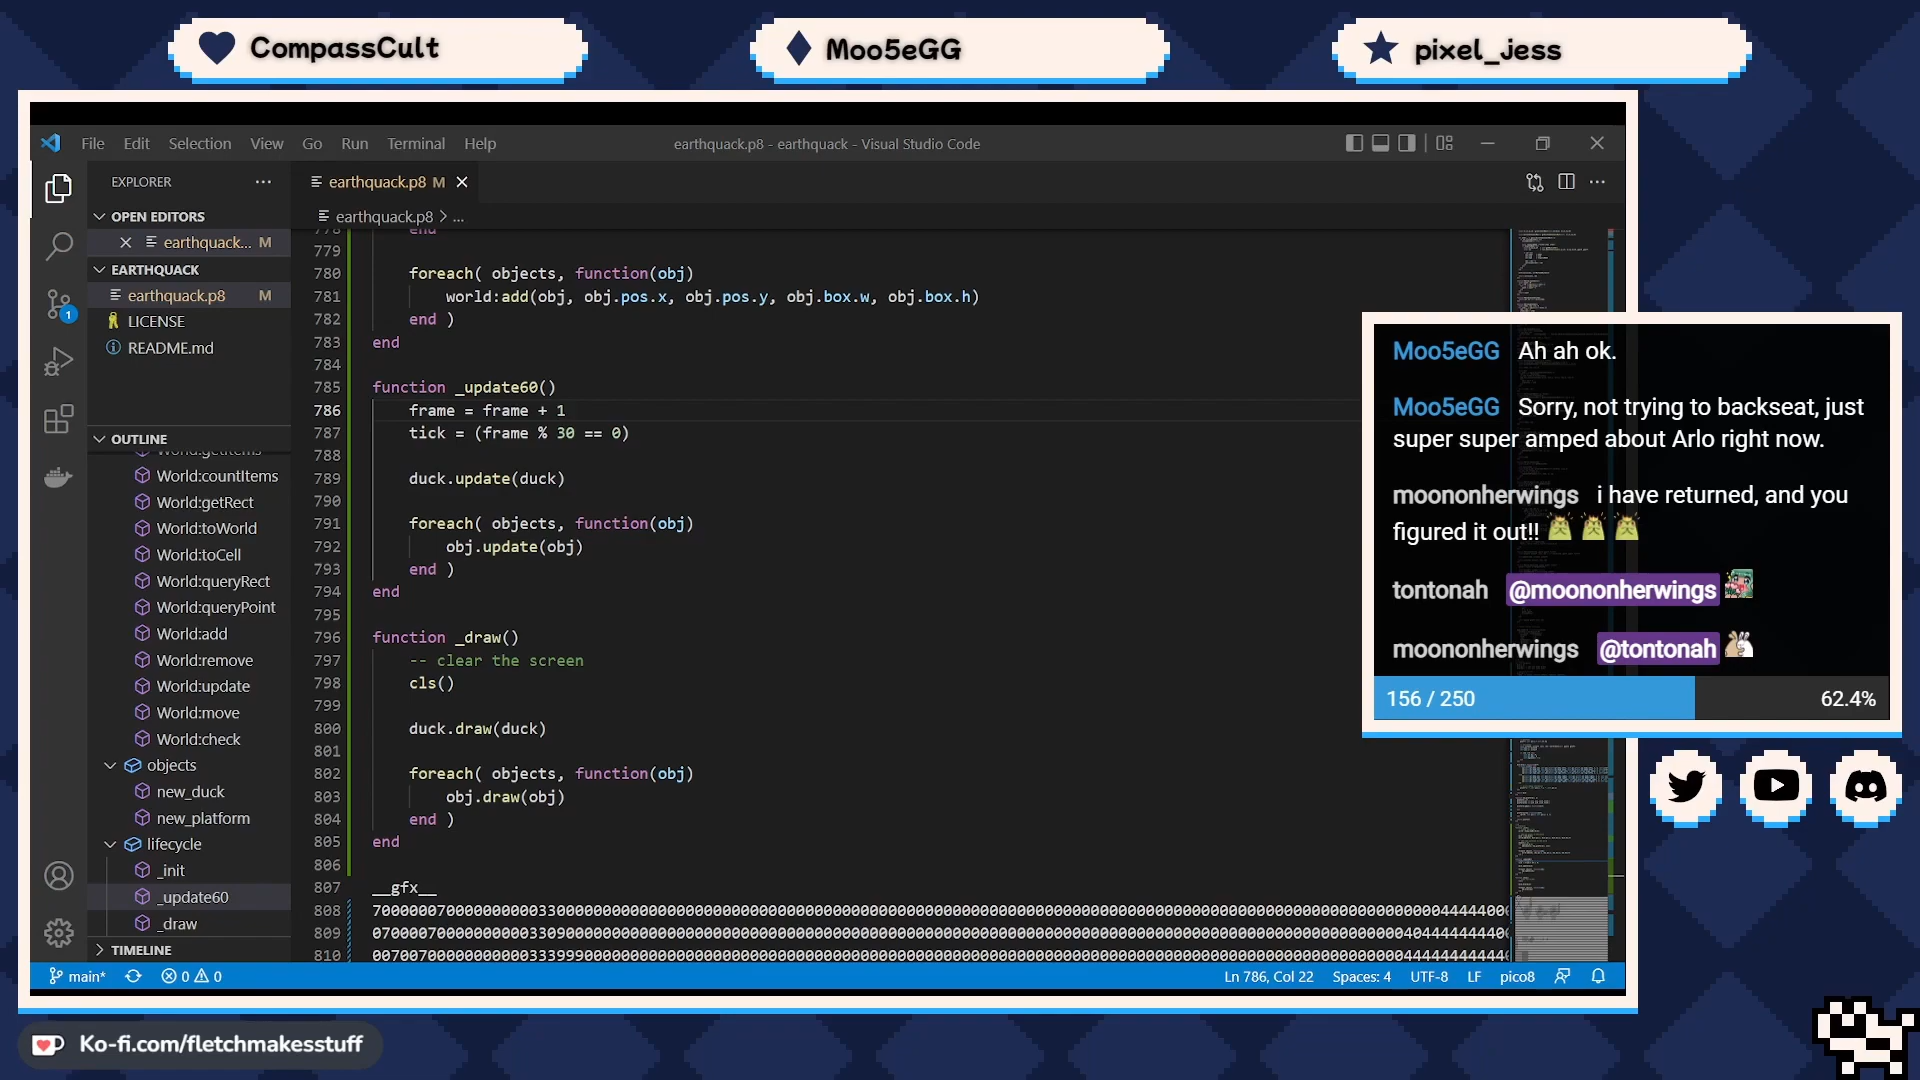 CompassCult
Moo5eGG
pixel_jess
File Edit Selection View Go Run Terminal Help
earthquack.p8 - earthquack - Visual Studio Code
EXPLORER
OPEN EDITORS
earthquack... M
EARTHQUACK
earthquack.p8 M
LICENSE
README.md
OUTLINE
World:getItems
World:countItems
World:getRect
World:toWorld
World:toCell
World:queryRect
World:queryPoint
World:add
World:remove
World:update
World:move
World:check
objects
new_duck
new_platform
lifecycle
_init
_update60
_draw
TIMELINE
earthquack.p8 M
earthquack.p8 > ...
778 end
779
780 foreach( objects, function(obj)
781 world:add(obj, obj.pos.x, obj.pos.y, obj.box.w, obj.box.h)
782 end )
783 end
784
785 function _update60()
786 frame = frame + 1
787 tick = (frame % 30 == 0)
788
789 duck.update(duck)
790
791 foreach( objects, function(obj)
792 obj.update(obj)
793 end )
794 end
795
796 function _draw()
797 -- clear the screen
798 cls()
799
800 duck.draw(duck)
801
802 foreach( objects, function(obj)
803 obj.draw(obj)
804 end )
805 end
806
807 __gfx__
808
809
810
Moo5eGG Ah ah ok.
Moo5eGG Sorry, not trying to backseat, just
super super amped about Arlo right now.
moononherwings i have returned, and you
figured it out!!
tontonah @moononherwings
moononherwings @tontonah
156 / 250 62.4%
main* 0 0
Ln 786, Col 22 Spaces: 4 UTF-8 LF pico8
1
Ko-fi.com/fletchmakesstuff